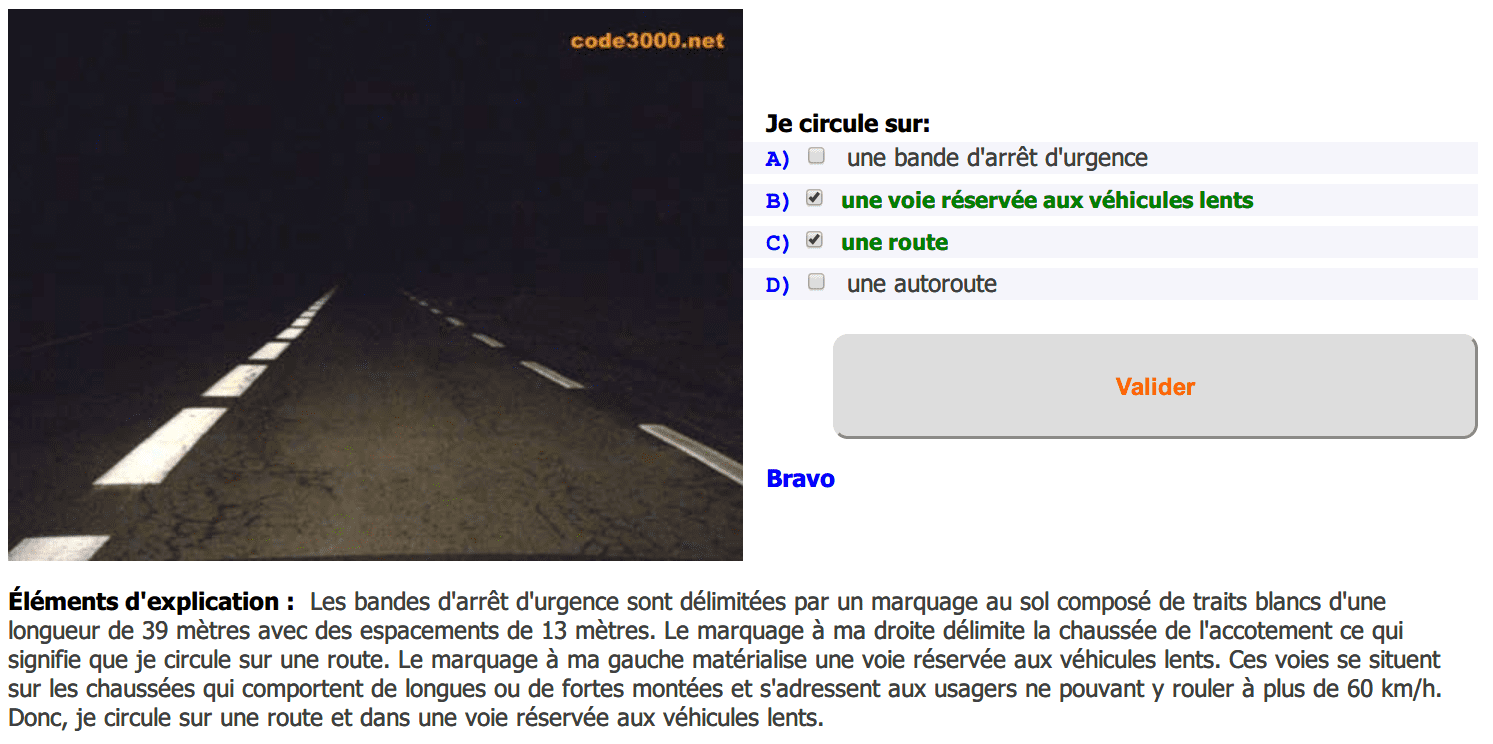 code3000.net
Je circule sur:
A) une bande d'arrêt d'urgence
B) une voie réservée aux véhicules lents
C) une route
D) une autoroute
Valider
Bravo
Éléments d'explication : Les bandes d'arrêt d'urgence sont délimitées par un marquage au sol composé de traits blancs d'une
longueur de 39 mètres avec des espacements de 13 mètres. Le marquage à ma droite délimite la chaussée de l'accotement ce qui
signifie que je circule sur une route. Le marquage à ma gauche matérialise une voie réservée aux véhicules lents. Ces voies se situent
sur les chaussées qui comportent de longues ou de fortes montées et s'adressent aux usagers ne pouvant y rouler à plus de 60 km/h.
Donc, je circule sur une route et dans une voie réservée aux véhicules lents.